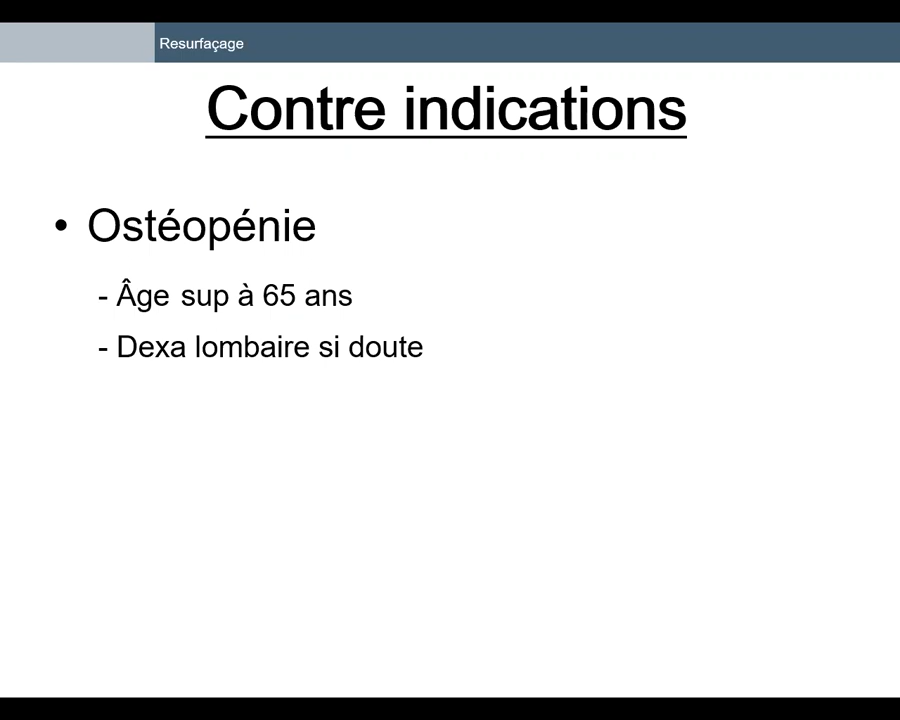 Resurfaçage
Contre indications
• Ostéopénie
- Âge sup à 65 ans
- Dexa lombaire si doute